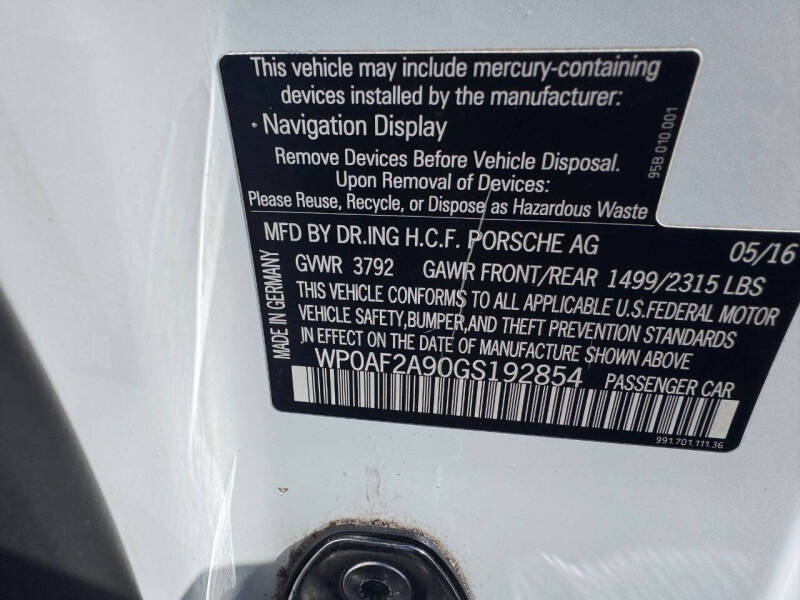 This vehicle may include mercury-containing
devices installed by the manufacturer:
· Navigation Display
Remove Devices Before Vehicle Disposal.
Upon Removal of Devices:
Please Reuse, Recycle, or Dispose as Hazardous Waste
95B.010.001
MFD BY DR.ING H.C.F. PORSCHE AG 05/16
GVWR 3792 GAWR FRONT/REAR 1499/2315 LBS
THIS VEHICLE CONFORMS TO ALL APPLICABLE U.S.FEDERAL MOTOR
VEHICLE SAFETY,BUMPER,AND THEFT PREVENTION STANDARDS
IN EFFECT ON THE DATE OF MANUFACTURE SHOWN ABOVE
MADE IN GERMANY
WP0AF2A90GS192854 PASSENGER CAR
991.701.111.36